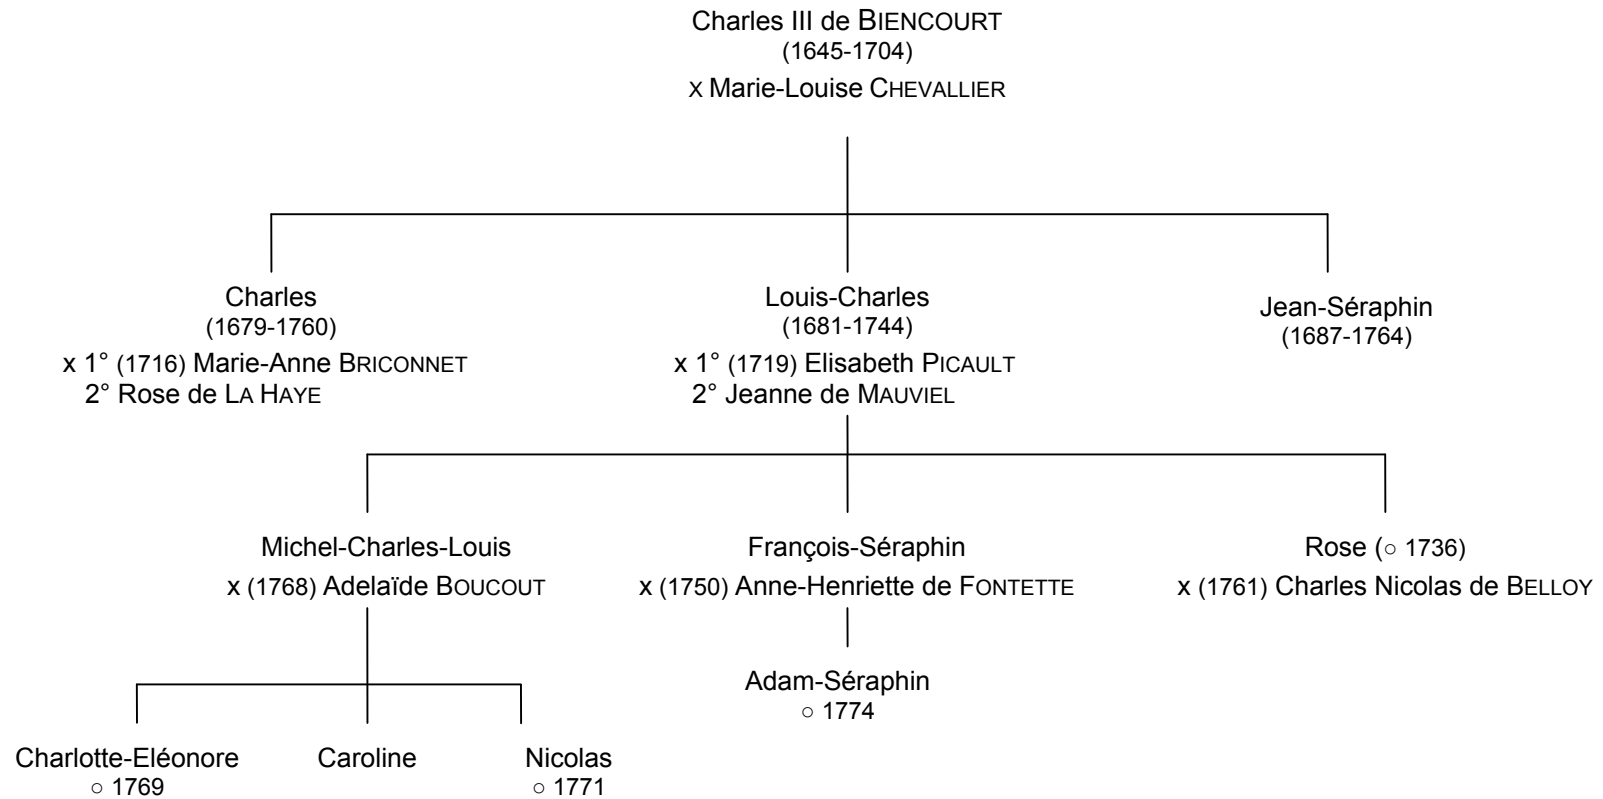 Charles III de BIENCOURT
(1645-1704)
x Marie-Louise CHEVALLIER
Charles
(1679-1760)
x 1° (1716) Marie-Anne BRICONNET
2° Rose de LA HAYE
Louis-Charles
(1681-1744)
x 1° (1719) Elisabeth PICAULT
2° Jeanne de MAUVIEL
Jean-Séraphin
(1687-1764)
Michel-Charles-Louis
x (1768) Adelaïde BOUCOUT
François-Séraphin
x (1750) Anne-Henriette de FONTETTE
Rose (○ 1736)
x (1761) Charles Nicolas de BELLOY
Adam-Séraphin
○ 1774
Charlotte-Eléonore
○ 1769
Caroline
Nicolas
○ 1771